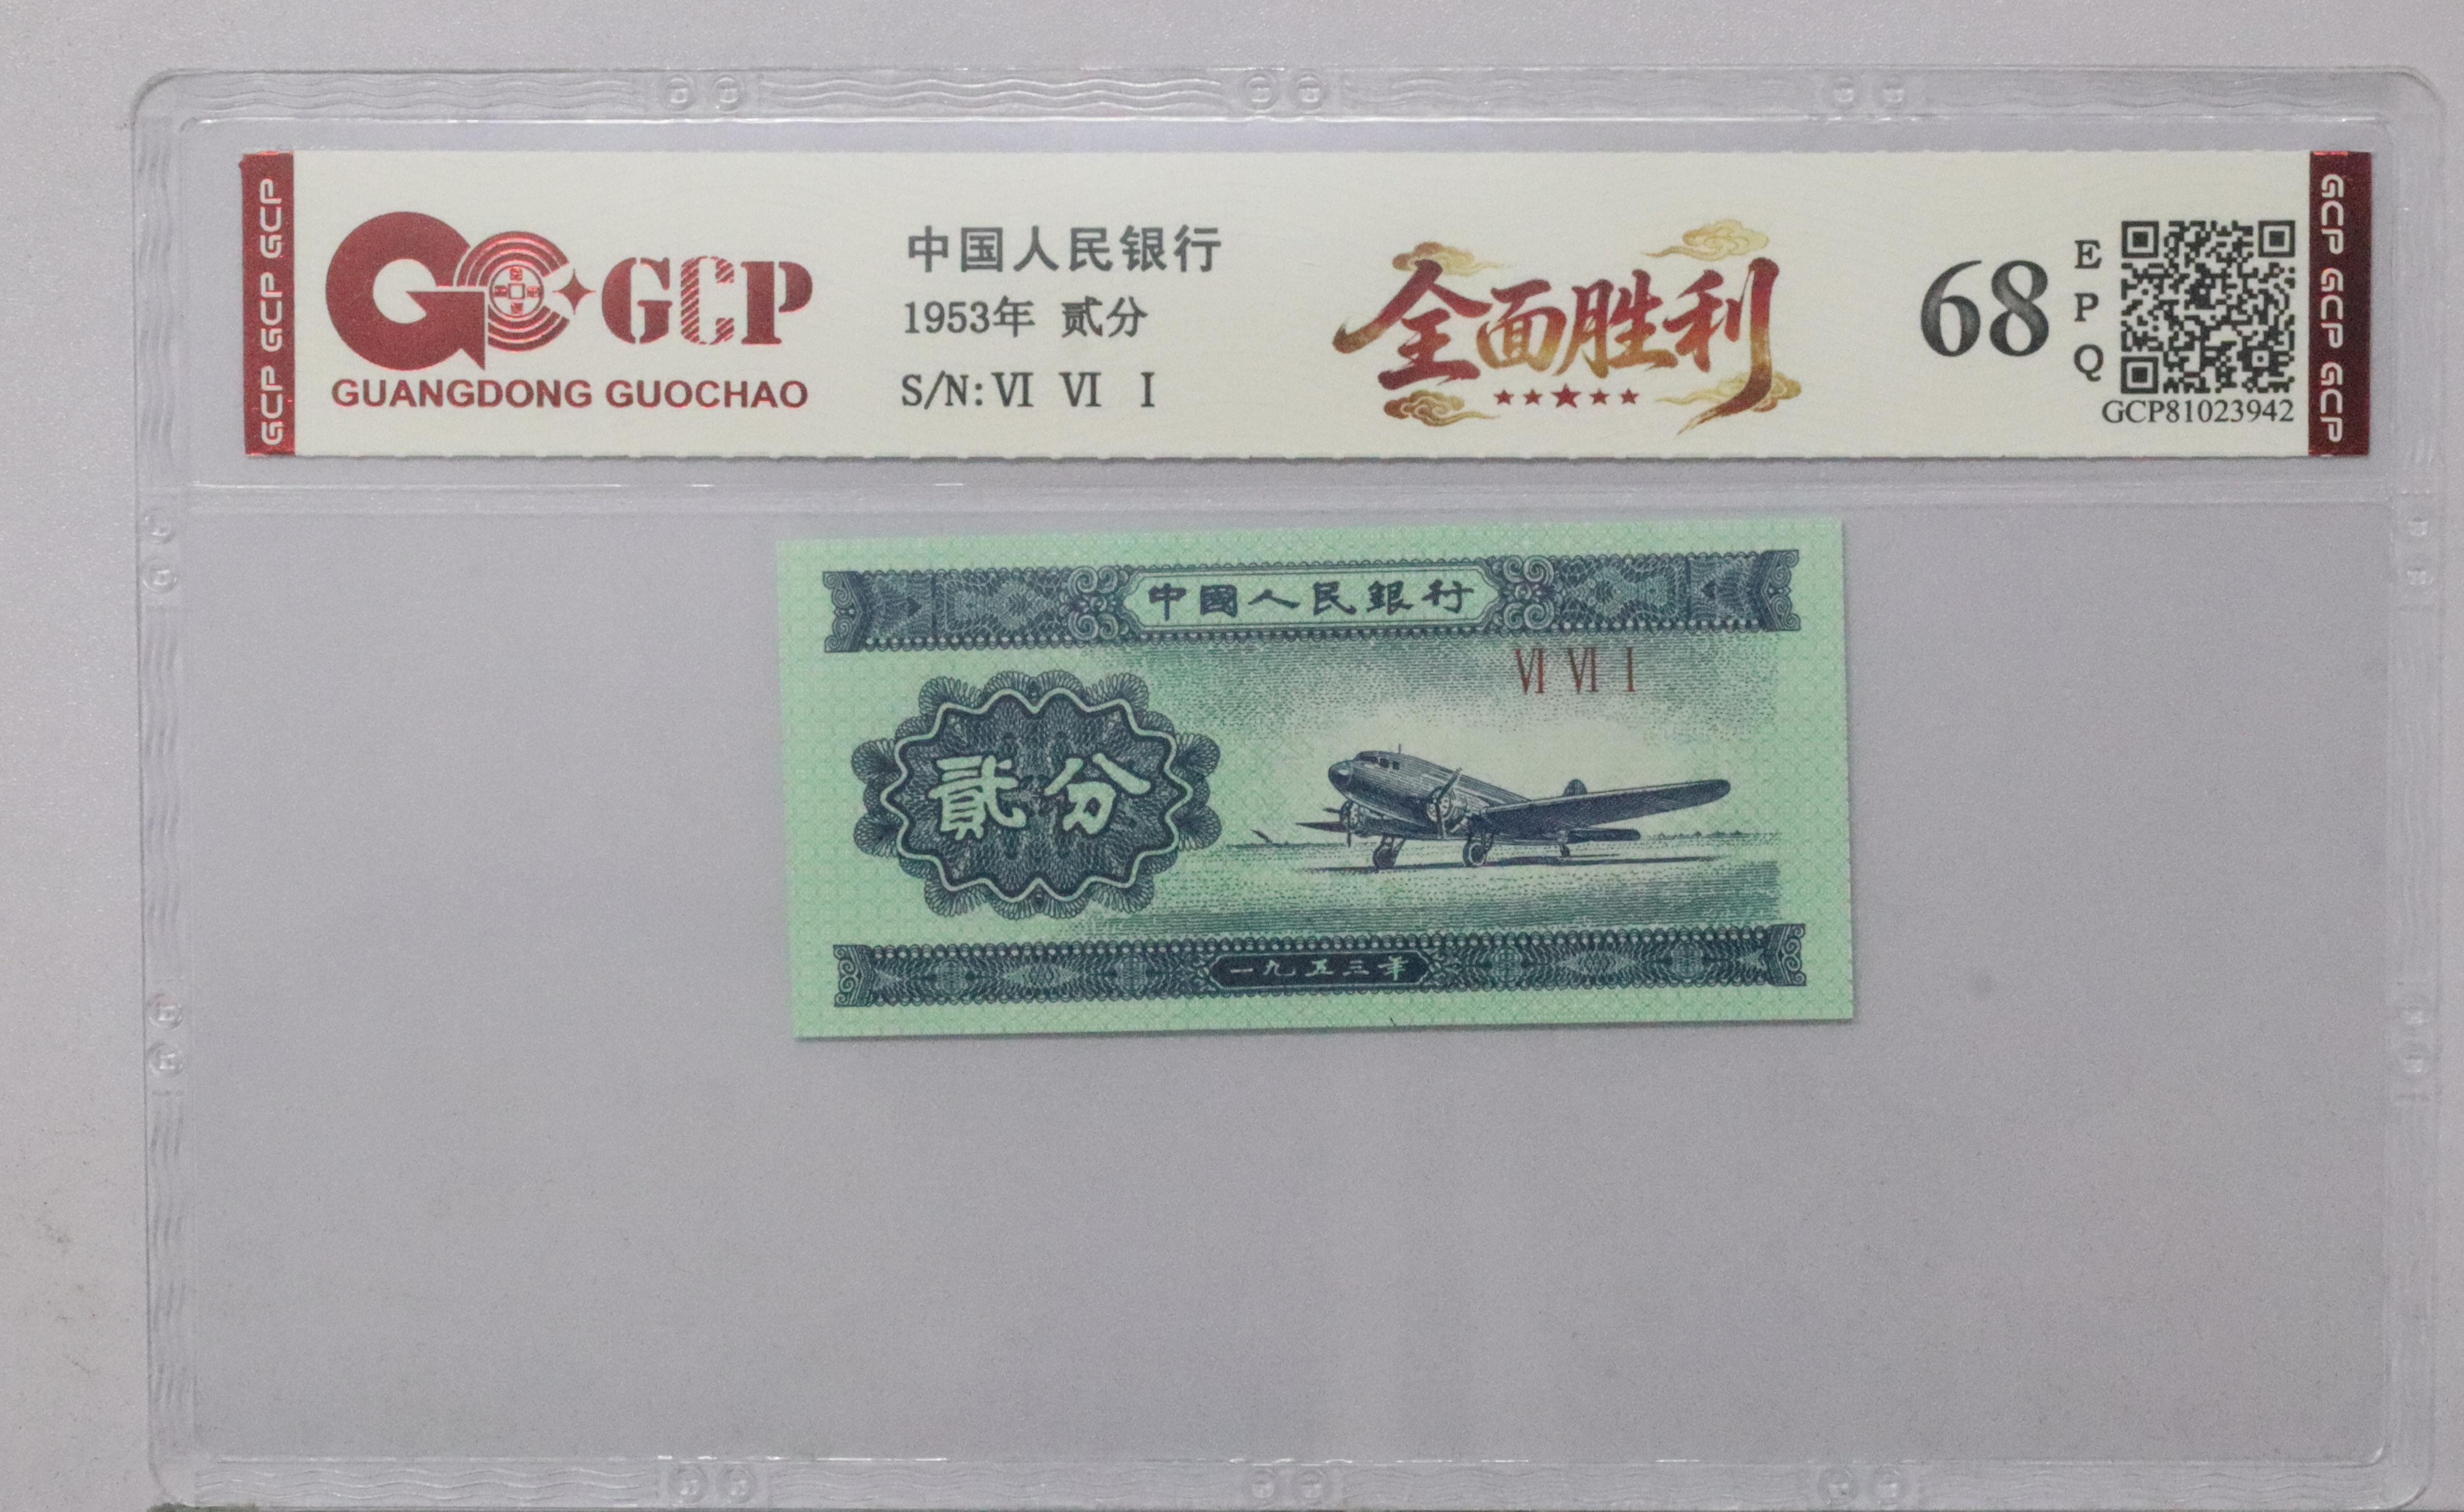 GCP GCP GCP
GCP
GUANGDONG GUOCHAO
中国人民银行
1953年 贰分
S/N: VI VI I
全面胜利
68
E
P
Q
GCP81023942
GCP GCP GCP
中國人民銀行
VI VI I
貳分
一九五三年